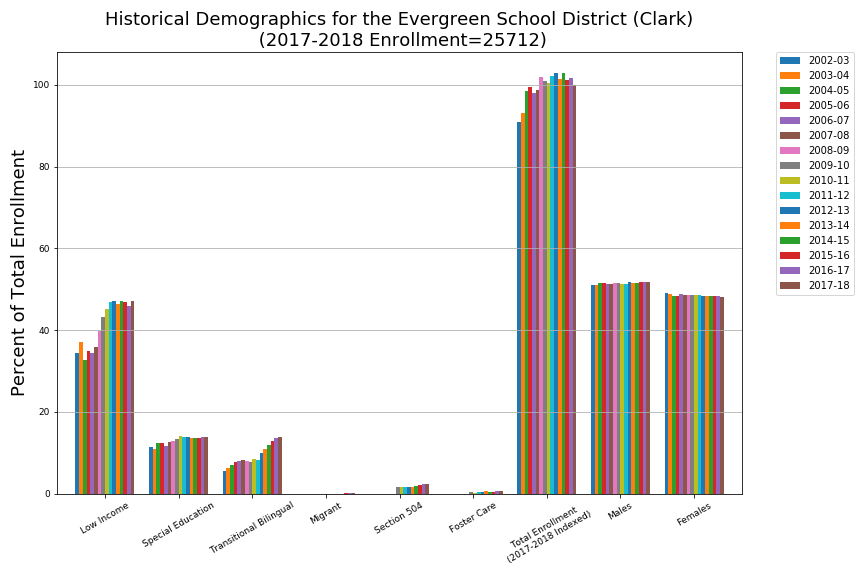 Historical Demographics for the Evergreen School District (Clark)
(2017-2018 Enrollment=25712)
Percent of Total Enrollment
100
80
60
40
20
0
Low Income
Special Education
Transitional Bilingual
Migrant
Section 504
Foster Care
Total Enrollment
(2017-2018 Indexed)
Males
Females
2002-03
2003-04
2004-05
2005-06
2006-07
2007-08
2008-09
2009-10
2010-11
2011-12
2012-13
2013-14
2014-15
2015-16
2016-17
2017-18